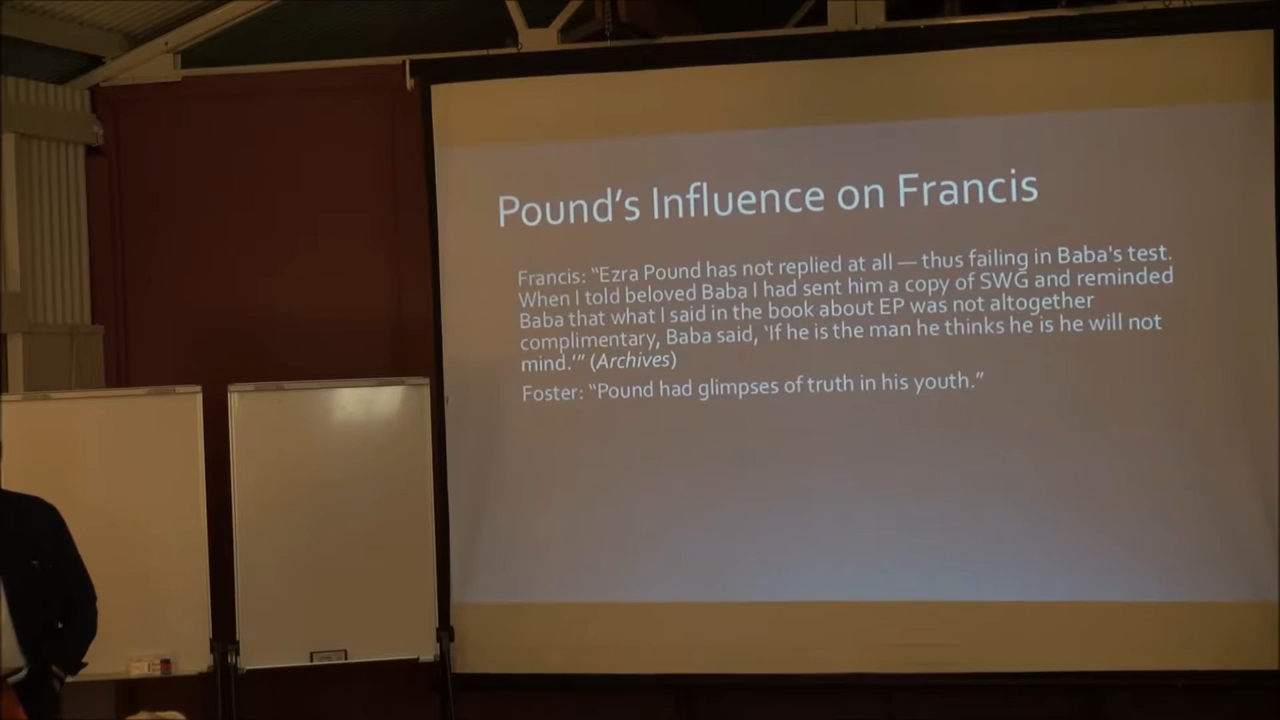 Pound's Influence on Francis
Francis: “Ezra Pound has not replied at all — thus failing in Baba's test.
When I told beloved Baba I had sent him a copy of SWG and reminded
Baba that what I said in the book about EP was not altogether
complimentary, Baba said, ‘If he is the man he thinks he is he will not
mind.’” (Archives)
Foster: “Pound had glimpses of truth in his youth.”